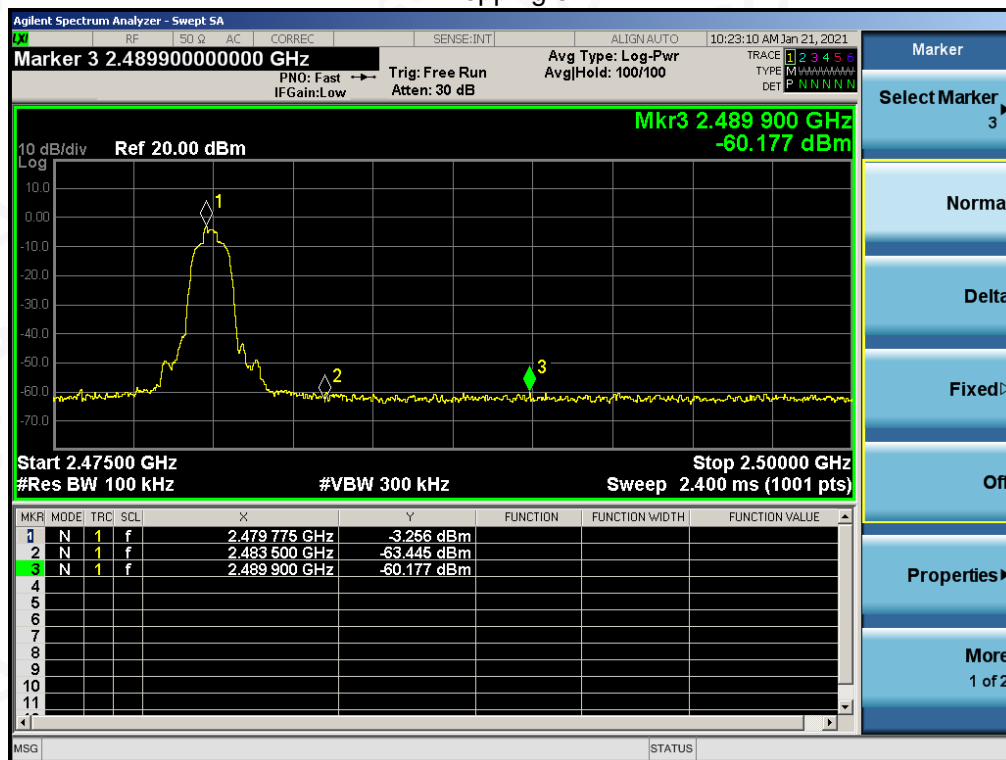 Agilent Spectrum Analyzer - Swept SA
LXI RF 50 Ω AC CORREC SENSE:INT ALIGN AUTO 10:23:10 AM Jan 21, 2021
Marker 3 2.489900000000 GHz
PNO: Fast
IFGain:Low
Trig: Free Run
Atten: 30 dB
Avg Type: Log-Pwr
Avg|Hold: 100/100
TRACE 1 2 3 4 5 6
TYPE M W W W W W
DET P N N N N N
Mkr3 2.489 900 GHz
-60.177 dBm
10 dB/div Ref 20.00 dBm
Log
10.0
0.00
-10.0
-20.0
-30.0
-40.0
-50.0
-60.0
-70.0
1
2
3
Start 2.47500 GHz Stop 2.50000 GHz
#Res BW 100 kHz #VBW 300 kHz Sweep 2.400 ms (1001 pts)
MKR MODE TRC SCL X Y FUNCTION FUNCTION WIDTH FUNCTION VALUE
1 N 1 f 2.479 775 GHz -3.256 dBm
2 N 1 f 2.483 500 GHz -63.445 dBm
3 N 1 f 2.489 900 GHz -60.177 dBm
4
5
6
7
8
9
10
11
MSG STATUS
Marker
Select Marker
3
Norma
Delta
Fixed
Off
Properties
More
1 of 2